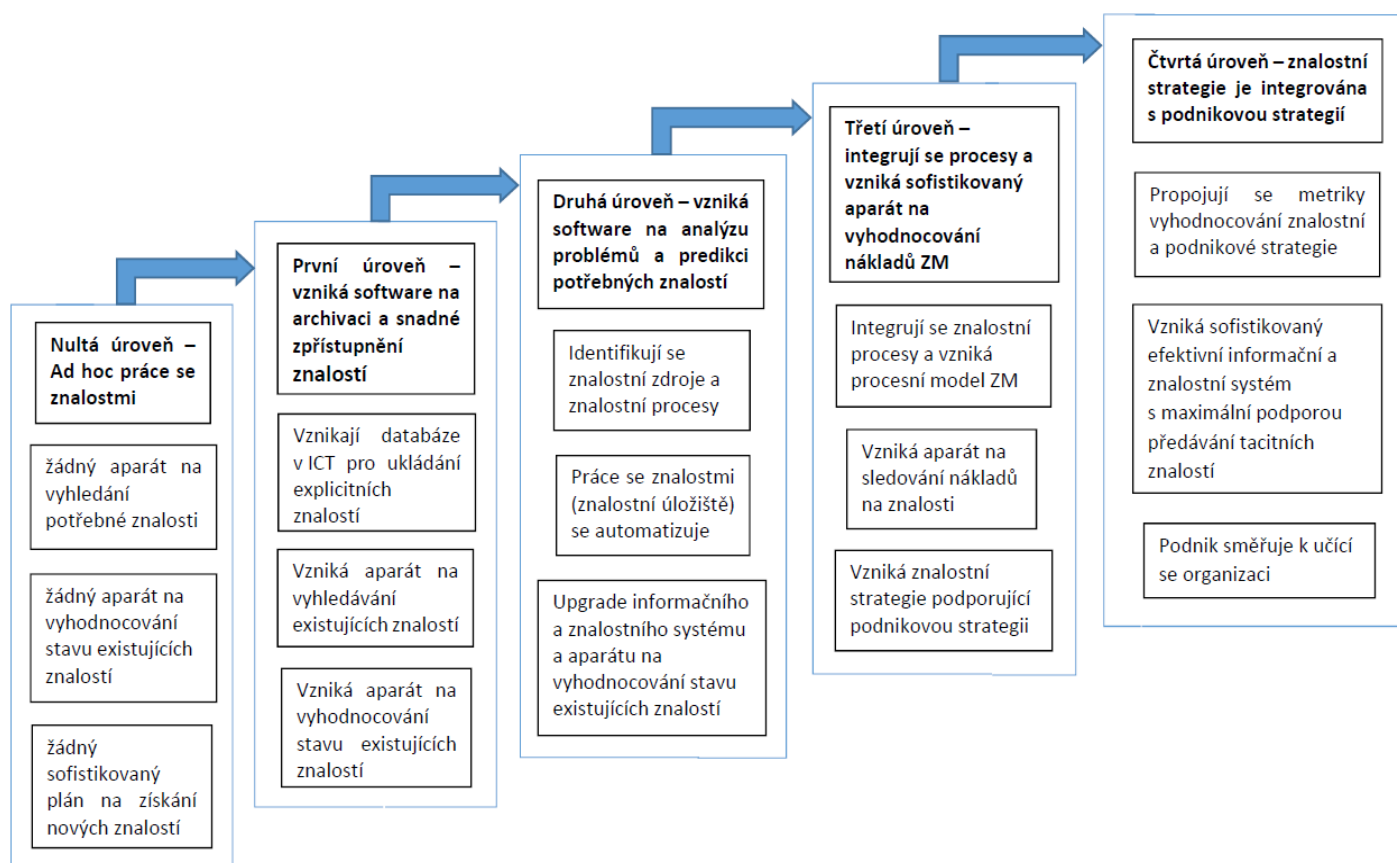 Nultá úroveň –
Ad hoc práce se
znalostmi
žádný aparát na
vyhledání
potřebné znalosti
žádný aparát na
vyhodnocování
stavu existujících
znalostí
žádný
sofistikovaný
plán na získání
nových znalostí
První úroveň –
vzniká software na
archivaci a snadné
zpřístupnění
znalostí
Vznikají databáze
v ICT pro ukládání
explicitních
znalostí
Vzniká aparát na
vyhledávání
existujících znalostí
Vzniká aparát na
vyhodnocování
stavu existujících
znalostí
Druhá úroveň – vzniká
software na analýzu
problémů a predikci
potřebných znalostí
Identifikují se
znalostní zdroje a
znalostní procesy
Práce se znalostmi
(znalostní úložiště)
se automatizuje
Upgrade informačního
a znalostního systému
a aparátu na
vyhodnocování stavu
existujících znalostí
Třetí úroveň –
integrují se procesy a
vzniká sofistikovaný
aparát na
vyhodnocování
nákladů ZM
Integrují se znalostní
procesy a vzniká
procesní model ZM
Vzniká aparát na
sledování nákladů
na znalosti
Vzniká znalostní
strategie podporující
podnikovou strategii
Čtvrtá úroveň – znalostní
strategie je integrována
s podnikovou strategií
Propojují se metriky
vyhodnocování znalostní
a podnikové strategie
Vzniká sofistikovaný
efektivní informační a
znalostní systém
s maximální podporou
předávání tacitních
znalostí
Podnik směřuje k učící
se organizaci